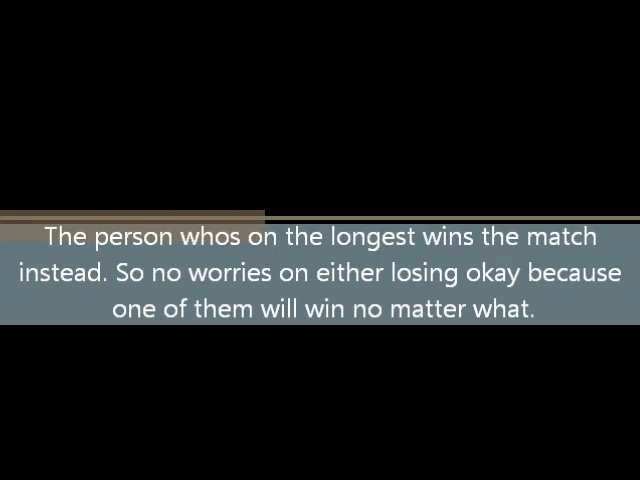 The person whos on the longest wins the match
instead. So no worries on either losing okay because
one of them will win no matter what.